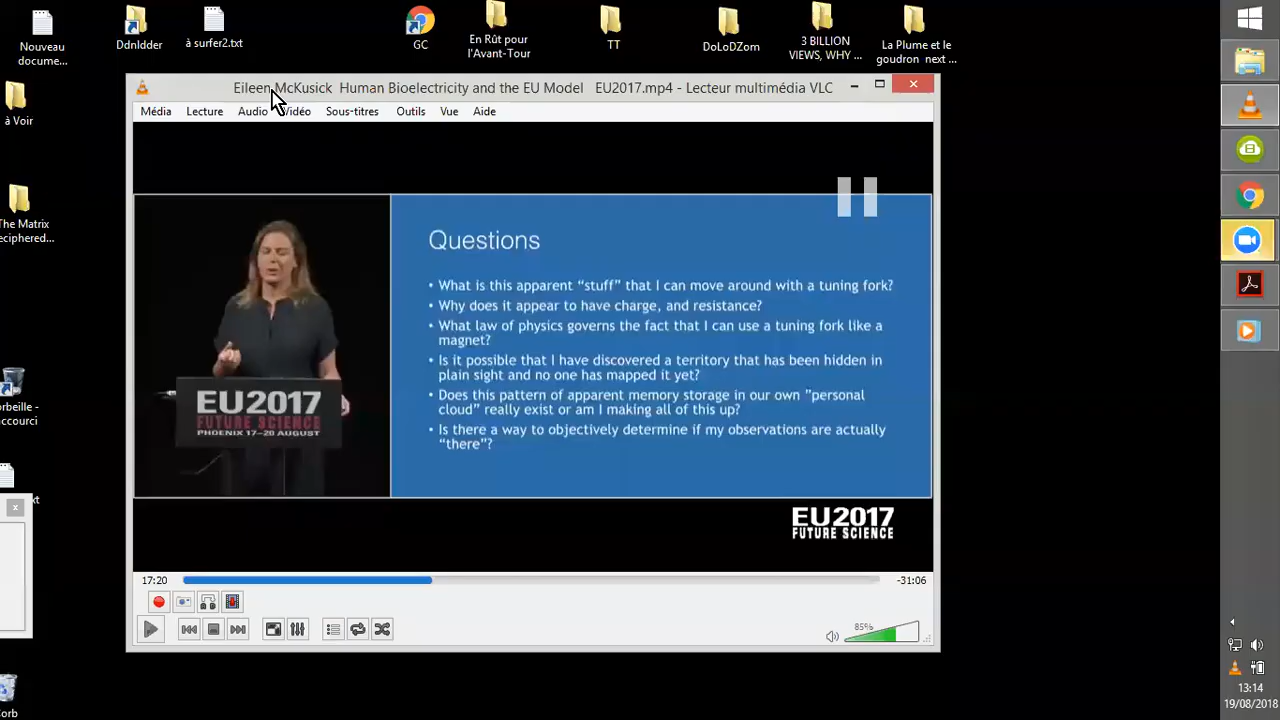 Nouveau
docume...
Ddnldder
à surfer2.txt
GC
En Rût pour
l'Avant-Tour
TT
DoLoDZom
3 BILLION
VIEWS, WHY ...
La Plume et le
goudron next ...
à Voir
The Matrix
eciphered...
orbeille -
accourci
xt
x
Corb
Eileen McKusick Human Bioelectricity and the EU Model EU2017.mp4 - Lecteur multimédia VLC
Média Lecture Audio Vidéo Sous-titres Outils Vue Aide
Questions
• What is this apparent “stuff” that I can move around with a tuning fork?
• Why does it appear to have charge, and resistance?
• What law of physics governs the fact that I can use a tuning fork like a
magnet?
• Is it possible that I have discovered a territory that has been hidden in
plain sight and no one has mapped it yet?
• Does this pattern of apparent memory storage in our own ”personal
cloud” really exist or am I making all of this up?
• Is there a way to objectively determine if my observations are actually
“there”?
EU2017
FUTURE SCIENCE
PHOENIX 17–20 AUGUST
EU2017
FUTURE SCIENCE
17:20
-31:06
85%
13:14
19/08/2018